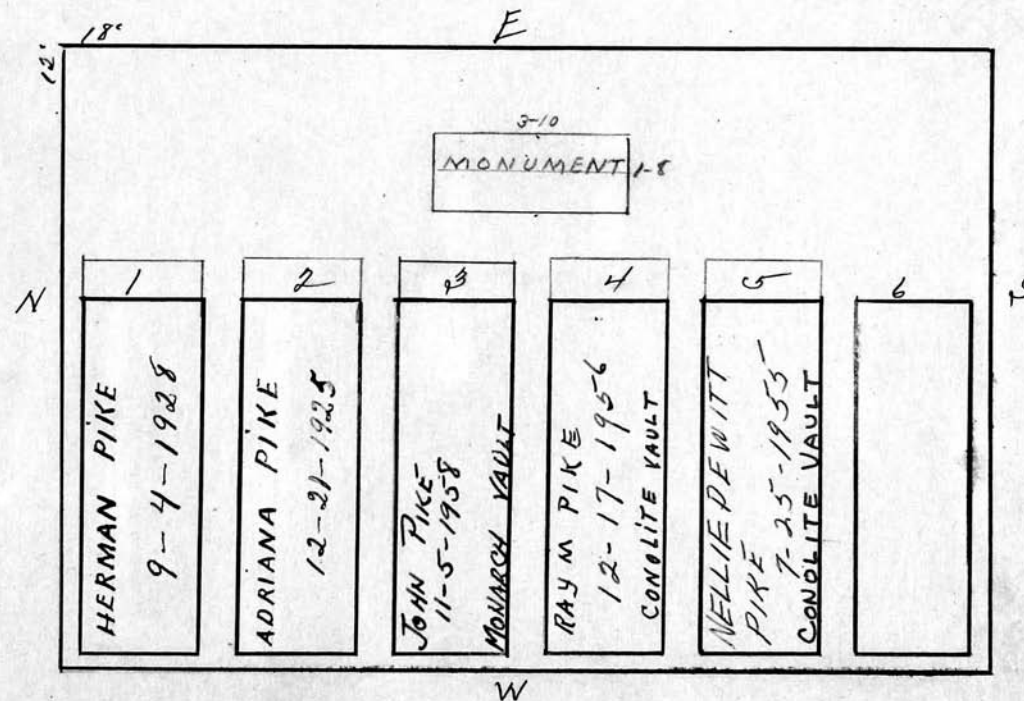 E
18'
12'
3-10
MONUMENT 1-8
N
1
2
3
4
5
6
HERMAN PIKE
9-4-1928
ADRIANA PIKE
12-21-1925
JOHN PIKE
11-5-1958
MONARCH VAULT
RAY M PIKE
12-17-1956
CONOLITE VAULT
NELLIE DEWITT
PIKE
7-25-1955
CONOLITE VAULT
W